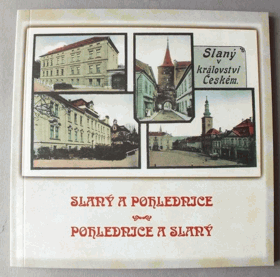 Slaný
v
království
Českém.
SLANÝ A POHLEDNICE
POHLEDNICE A SLANÝ